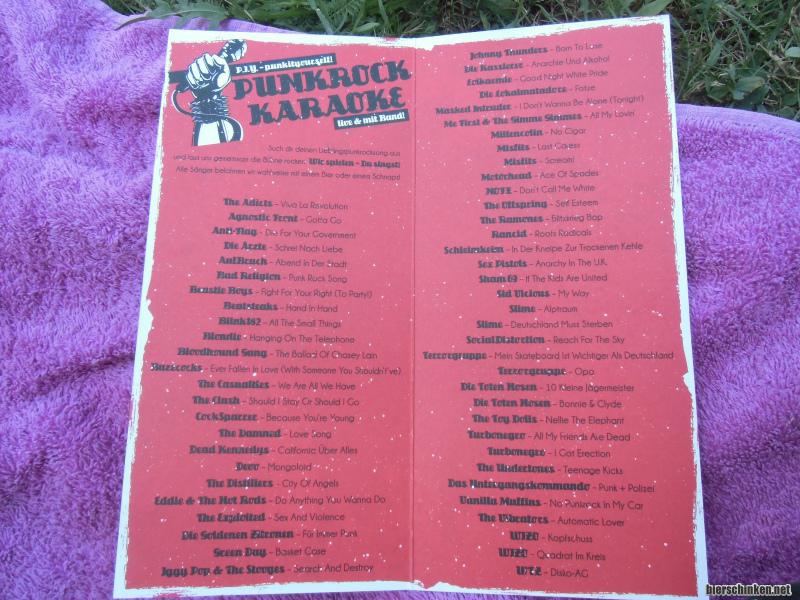 P.I.Y. - punkityourself!
PUNKROCK
KARAOKE
live & mit Band!
Such dir deinen Lieblingspunkrocksong aus
und lass uns gemeinsam die Bühne rocken. Wir spielen - Du singst!
Alle Sänger belohnen wir wahlweise mit einem Bier oder einem Schnaps!
The Adicts - Viva La Revolution
Agnostic Front - Gotta Go
Anti-Flag - Die For Your Government
Die Ärzte - Schrei Nach Liebe
AufBruch - Abend In Der Stadt
Bad Religion - Punk Rock Song
Beastie Boys - Fight For Your Right (To Party!)
Beatsteaks - Hand In Hand
Blink182 - All The Small Things
Blondie - Hanging On The Telephone
Bloodhound Gang - The Ballad Of Chasey Lain
Buzzcocks - Ever Fallen In Love (With Someone You Shouldn't've)
The Casualties - We Are All We Have
The Clash - Should I Stay Or Should I Go
CockSparrer - Because You're Young
The Damned - Love Song
Dead Kennedys - California Über Alles
Devo - Mongoloid
The Distillers - City Of Angels
Eddie & The Hot Rods - Do Anything You Wanna Do
The Exploited - Sex And Violence
Die Goldenen Zitronen - Für Immer Punk
Green Day - Basket Case
Iggy Pop & The Stooges - Search And Destroy
Johnny Thunders - Born To Lose
Die Kassierer - Anarchie Und Alkohol
Loikaemie - Good Night White Pride
Die Lokalmatadore - Fotze
Masked Intruder - I Don't Wanna Be Alone (Tonight)
Me First & The Gimme Gimmes - All My Lovin'
Millencolin - No Cigar
Misfits - Last Caress
Misfits - Scream!
Motörhead - Ace Of Spades
NOFX - Don't Call Me White
The Offspring - Self Esteem
The Ramones - Blitzkrieg Bop
Rancid - Roots Radicals
Schleimkeim - In Der Kneipe Zur Trockenen Kehle
Sex Pistols - Anarchy In The U.K.
Sham69 - If The Kids Are United
Sid Vicious - My Way
Slime - Alptraum
Slime - Deutschland Muss Sterben
SocialDistortion - Reach For The Sky
Terrorgruppe - Mein Skateboard Ist Wichtiger Als Deutschland
Terrorgruppe - Opa
Die Toten Hosen - 10 Kleine Jägermeister
Die Toten Hosen - Bonnie & Clyde
The Toy Dolls - Nellie The Elephant
Turbonegro - All My Friends Are Dead
Turbonegro - I Got Erection
The Undertones - Teenage Kicks
Das Untergangskommando - Punk + Polizei
Vanilla Muffins - No Punkrock In My Car
The Vibrators - Automatic Lover
WIZO - Kopfschuss
WIZO - Quadrat Im Kreis
- Disko-AG
bierschinken.net